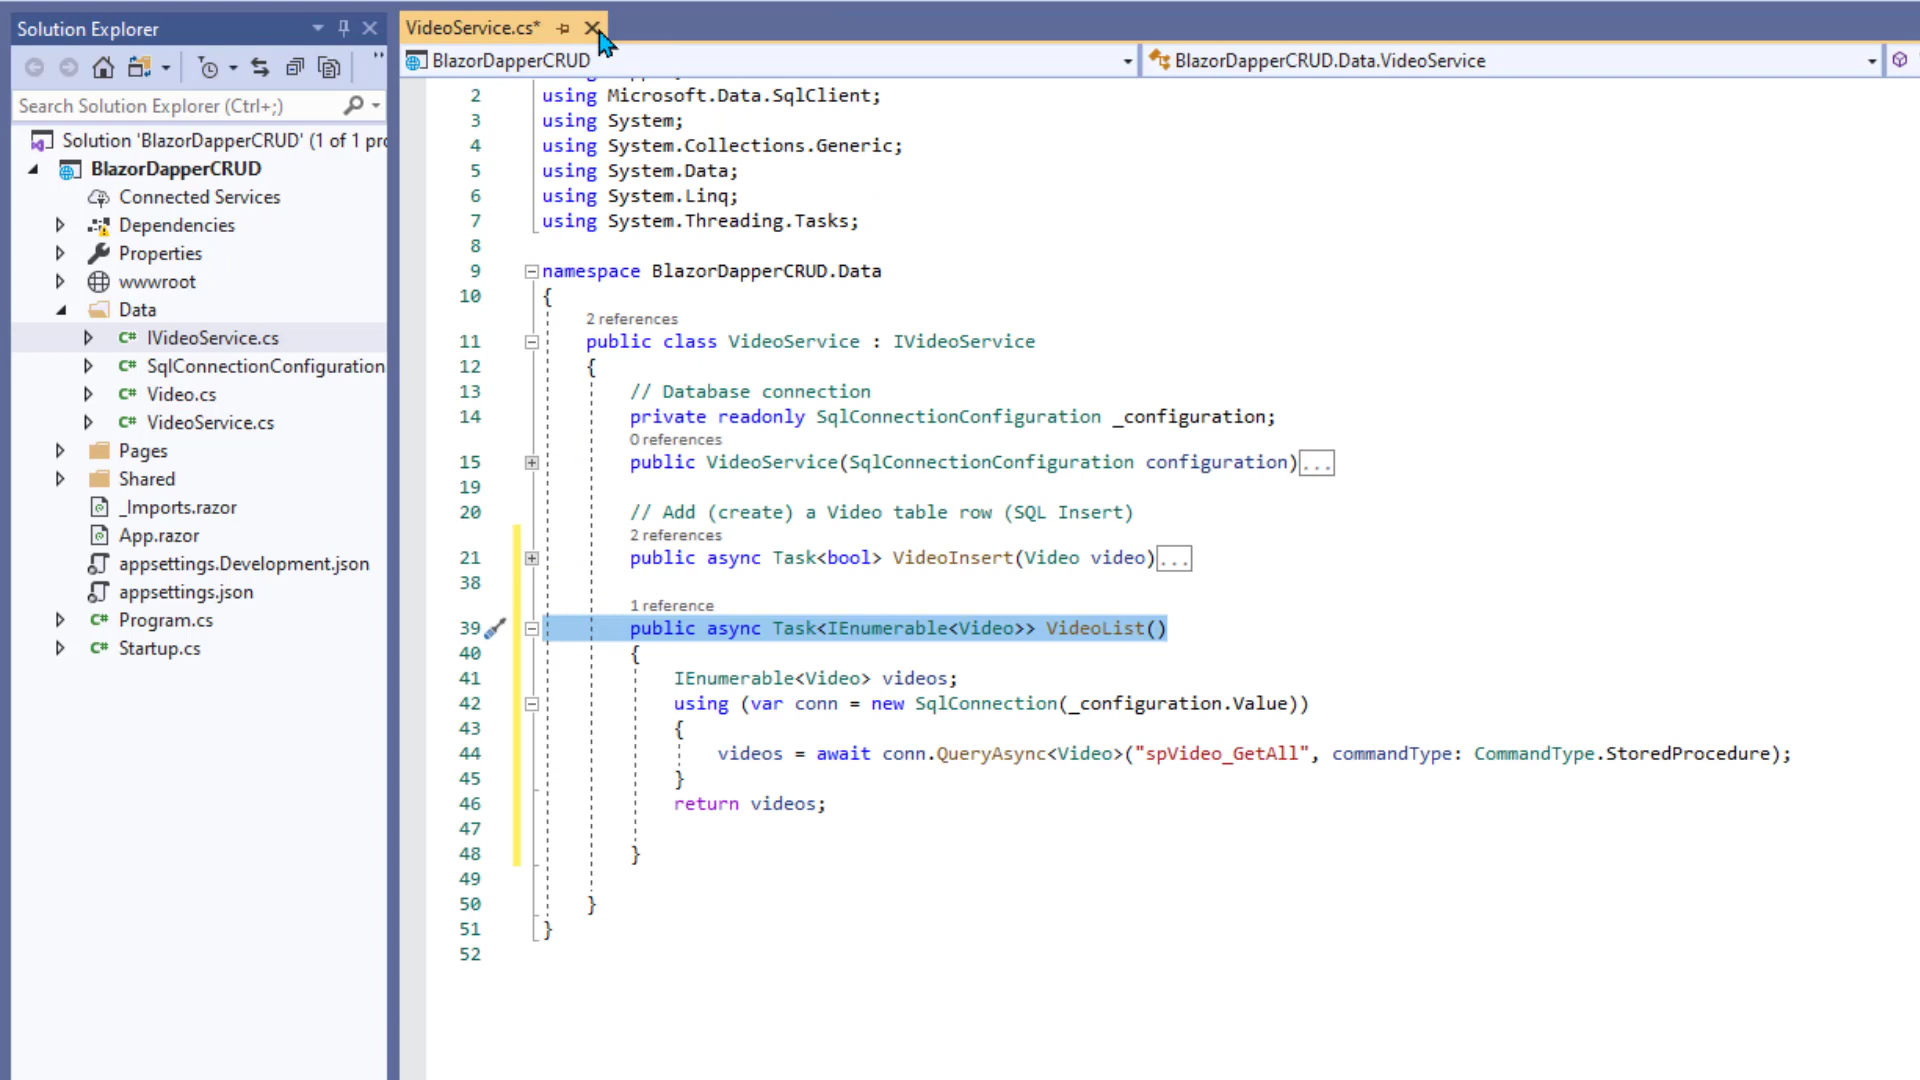 Solution Explorer
Search Solution Explorer (Ctrl+;)
Solution 'BlazorDapperCRUD' (1 of 1 pro
BlazorDapperCRUD
Connected Services
Dependencies
Properties
wwwroot
Data
C# IVideoService.cs
C# SqlConnectionConfiguration
C# Video.cs
C# VideoService.cs
Pages
Shared
_Imports.razor
App.razor
appsettings.Development.json
appsettings.json
C# Program.cs
C# Startup.cs
VideoService.cs*
BlazorDapperCRUD
BlazorDapperCRUD.Data.VideoService
2 using Microsoft.Data.SqlClient;
3 using System;
4 using System.Collections.Generic;
5 using System.Data;
6 using System.Linq;
7 using System.Threading.Tasks;
8
9 namespace BlazorDapperCRUD.Data
10 {
2 references
11 public class VideoService : IVideoService
12 {
13 // Database connection
14 private readonly SqlConnectionConfiguration _configuration;
0 references
15 public VideoService(SqlConnectionConfiguration configuration)...
19
20 // Add (create) a Video table row (SQL Insert)
2 references
21 public async Task<bool> VideoInsert(Video video)...
38
1 reference
39 public async Task<IEnumerable<Video>> VideoList()
40 {
41 IEnumerable<Video> videos;
42 using (var conn = new SqlConnection(_configuration.Value))
43 {
44 videos = await conn.QueryAsync<Video>("spVideo_GetAll", commandType: CommandType.StoredProcedure);
45 }
46 return videos;
47
48 }
49
50 }
51 }
52